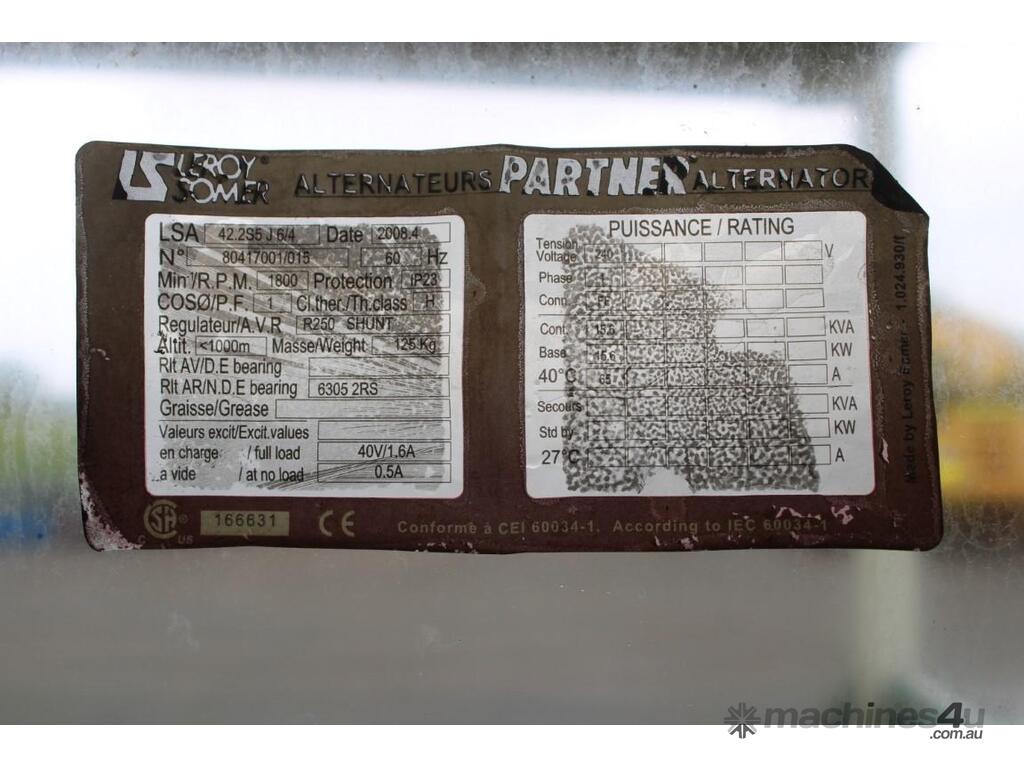 LS LEROY® SOMER ALTERNATEURS PARTNER ALTERNATOR
LSA 42.2S5 J 6/4 Date 2008.4
N° 80417001/015 60 Hz
Min⁻¹/R.P.M. 1800 Protection IP23
COSØ/P.F. 1 Cl.ther./Th.class H
Regulateur/A.V.R R250 SHUNT
Altit. <1000m Masse/Weight 125 Kg
Rlt AV/D.E bearing
Rlt AR/N.D.E bearing 6305 2RS
Graisse/Grease
Valeurs excit/Excit.values
en charge / full load 40V/1.6A
a vide / at no load 0.5A
PUISSANCE / RATING
Tension
Voltage 240 V
Phase 1
Conn.
Cont. 15.6 KVA
Base 15.6 KW
40°C 65 A
Secours KVA
Std by KW
27°C A
C SA® US 166631 CE Conforme à CEI 60034-1. According to IEC 60034-1
Made by Leroy Somer - 1.024.930/f
machines4u
.com.au